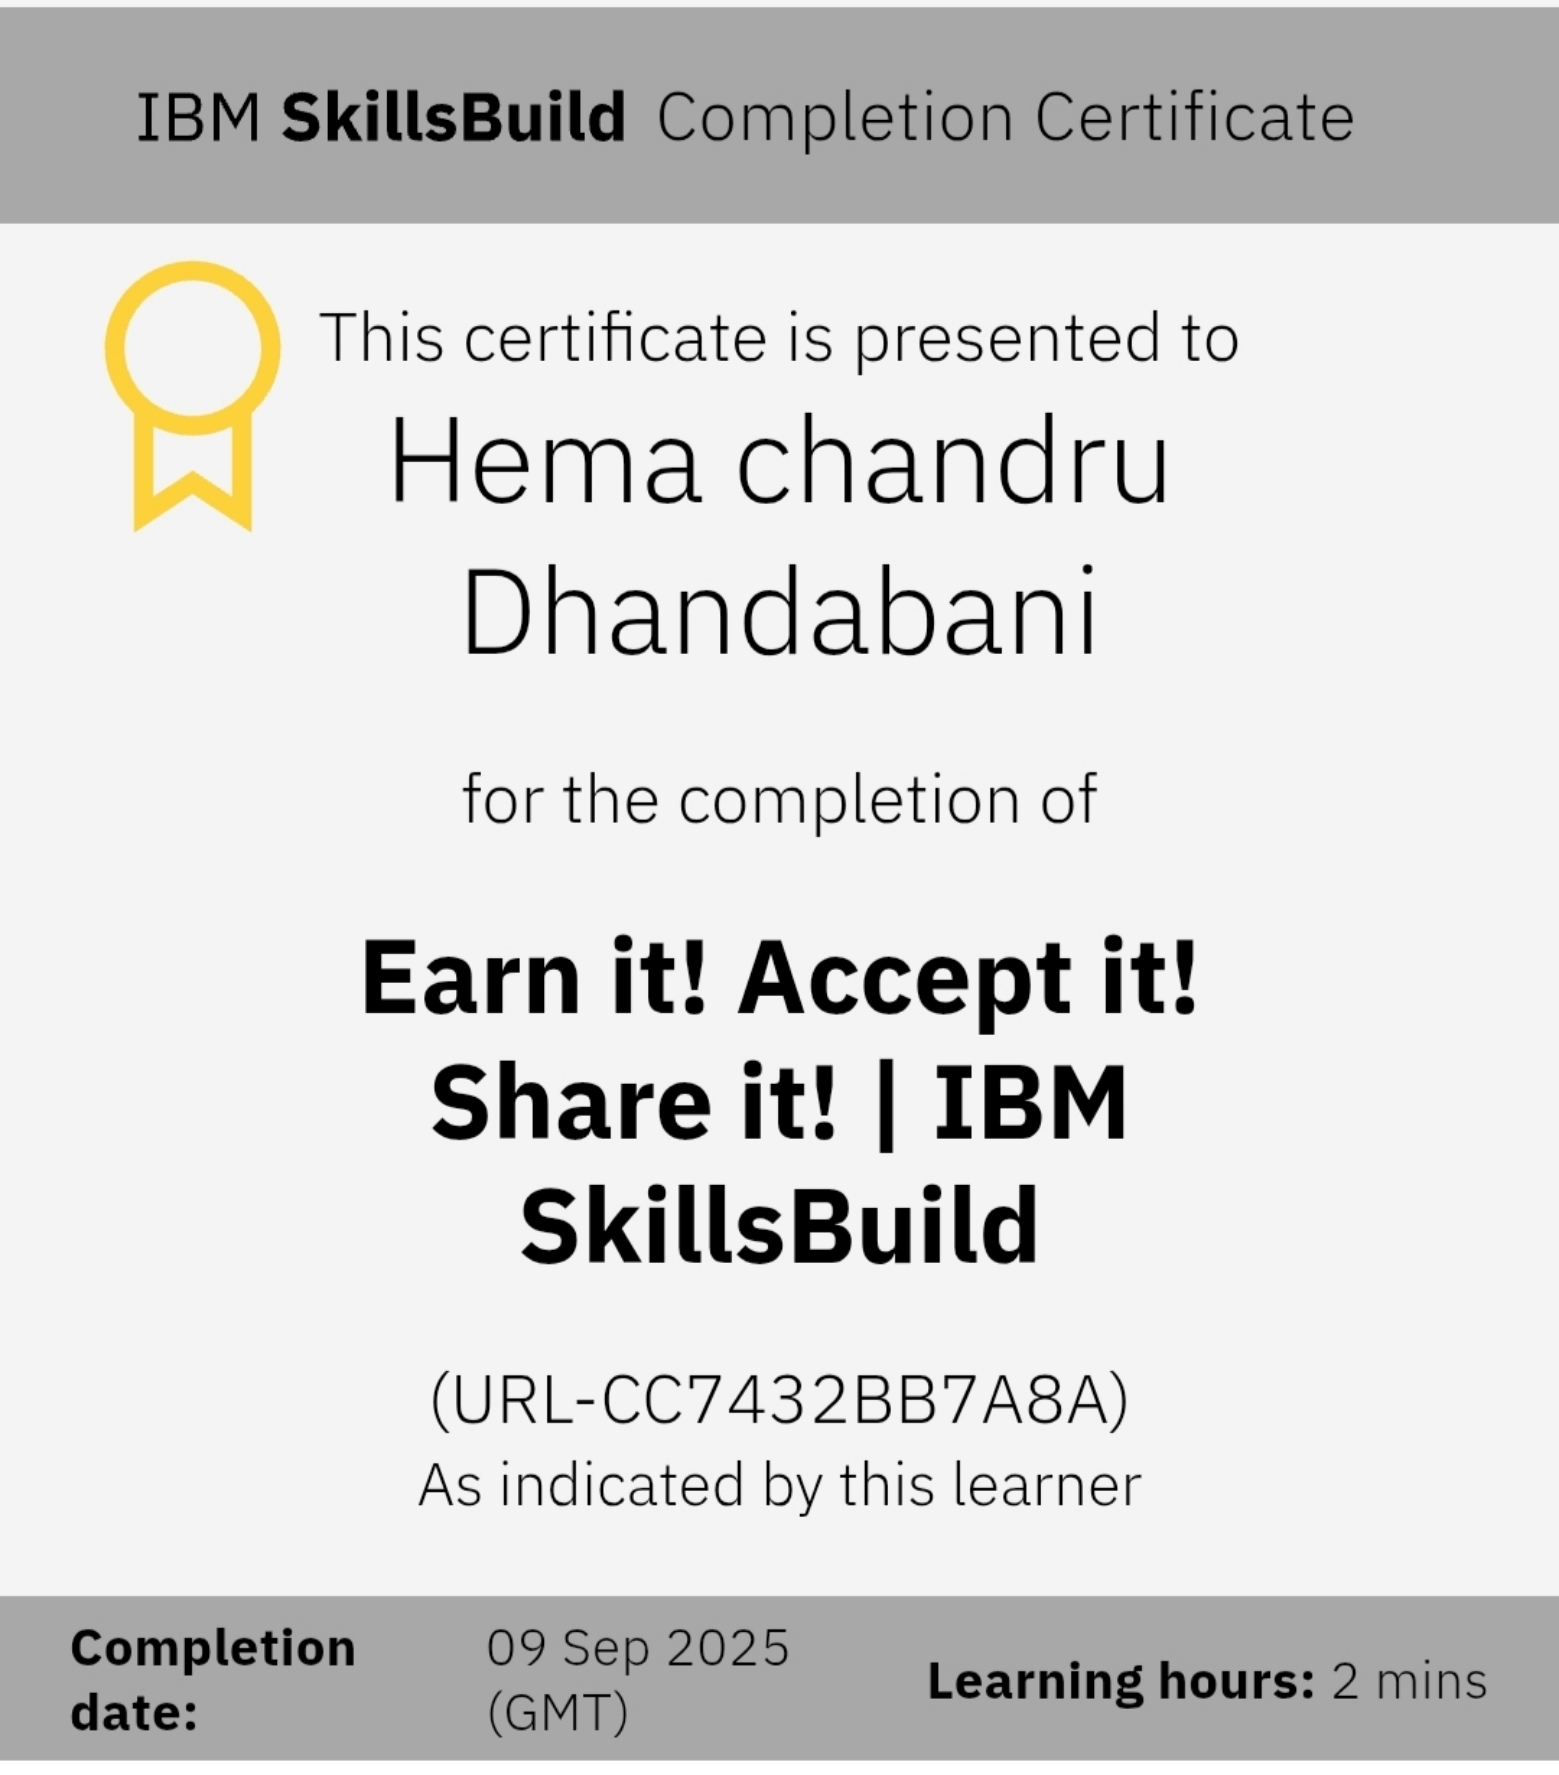 IBM SkillsBuild Completion Certificate
This certificate is presented to
Hema chandru
Dhandabani
for the completion of
Earn it! Accept it!
Share it! | IBM
SkillsBuild
(URL-CC7432BB7A8A)
As indicated by this learner
Completion
date:
09 Sep 2025
(GMT)
Learning hours: 2 mins